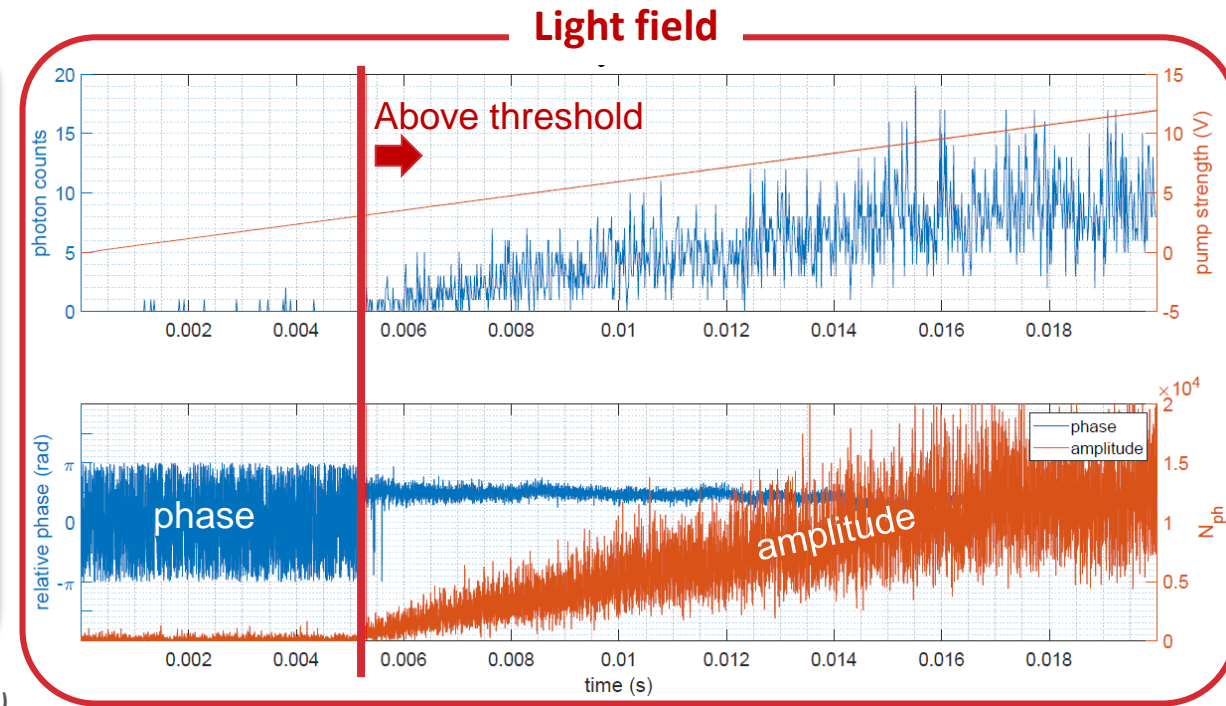 Light field
Above threshold
photon counts
20
15
10
5
0
15
10
5
0
-5
pump strength (V)
0.002 0.004 0.006 0.008 0.01 0.012 0.014 0.016 0.018
×10⁴
relative phase (rad)
π
0
-π
phase
amplitude
phase
amplitude
2
1.5
1
0.5
0
N_ph
0.002 0.004 0.006 0.008 0.01 0.012 0.014 0.016 0.018
time (s)
)